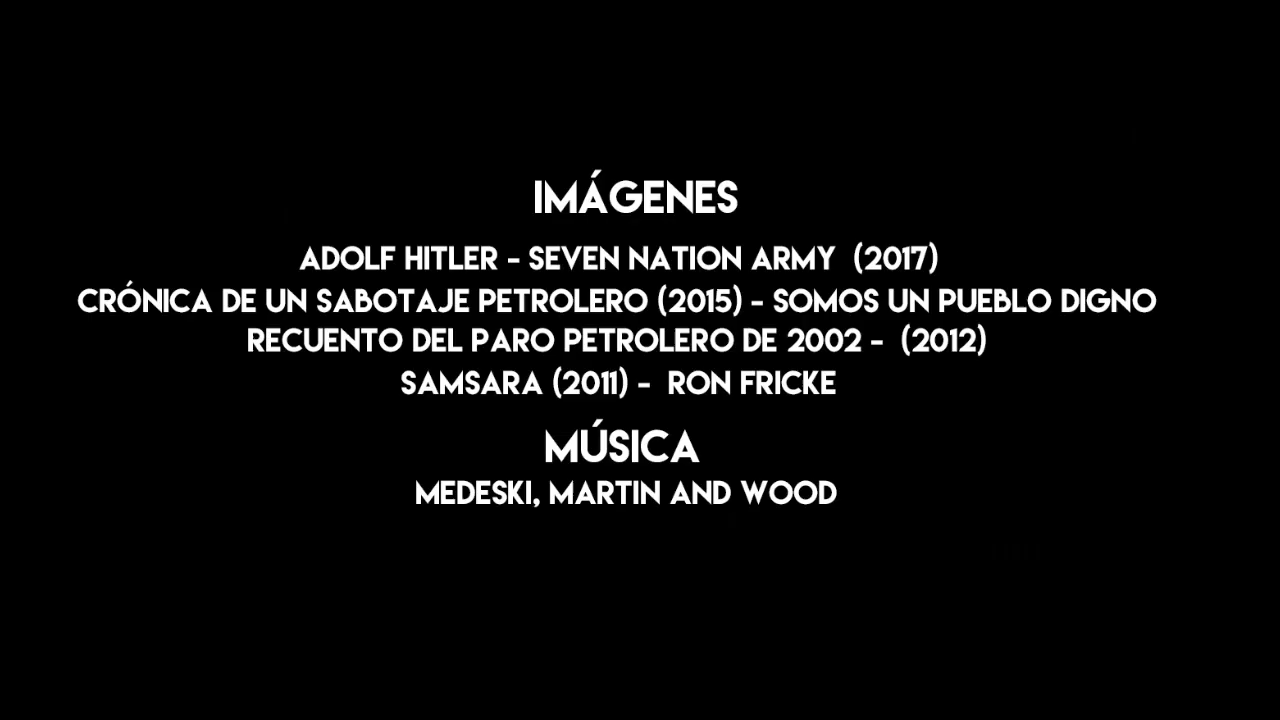 IMÁGENES
ADOLF HITLER - SEVEN NATION ARMY (2017)
CRÓNICA DE UN SABOTAJE PETROLERO (2015) - SOMOS UN PUEBLO DIGNO
RECUENTO DEL PARO PETROLERO DE 2002 - (2012)
SAMSARA (2011) - RON FRICKE
MÚSICA
MEDESKI, MARTIN AND WOOD